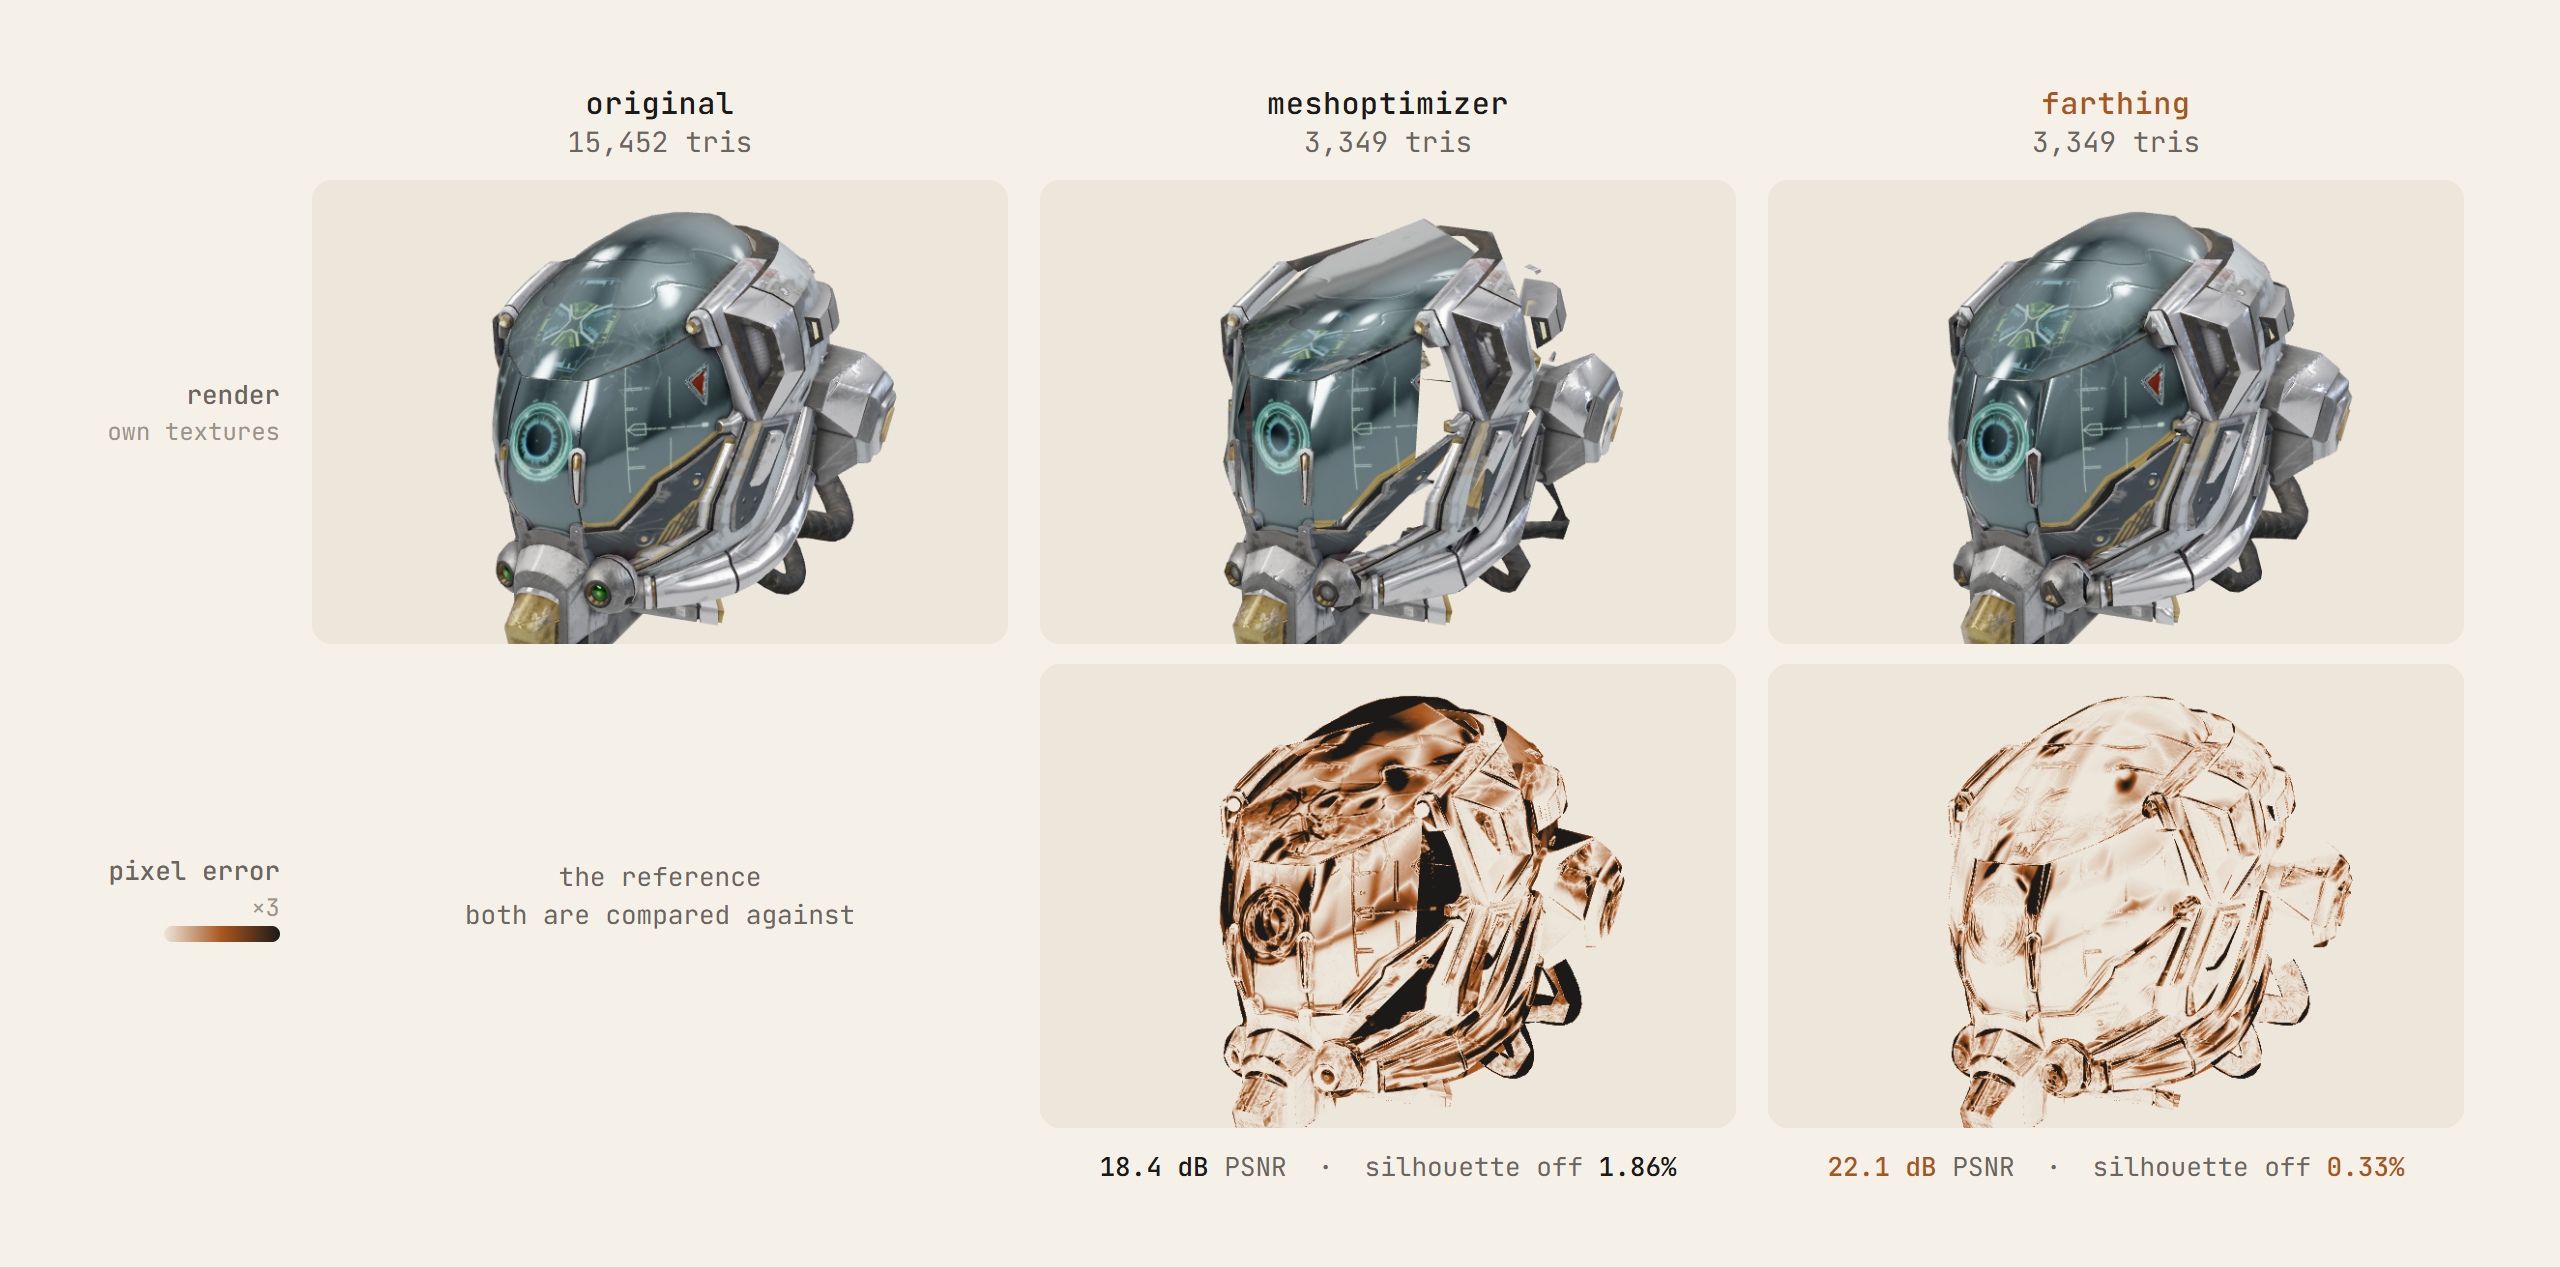 original
15,452 tris
meshoptimizer
3,349 tris
farthing
3,349 tris
render
own textures
pixel error
×3
the reference
both are compared against
18.4 dB PSNR · silhouette off 1.86%
22.1 dB PSNR · silhouette off 0.33%